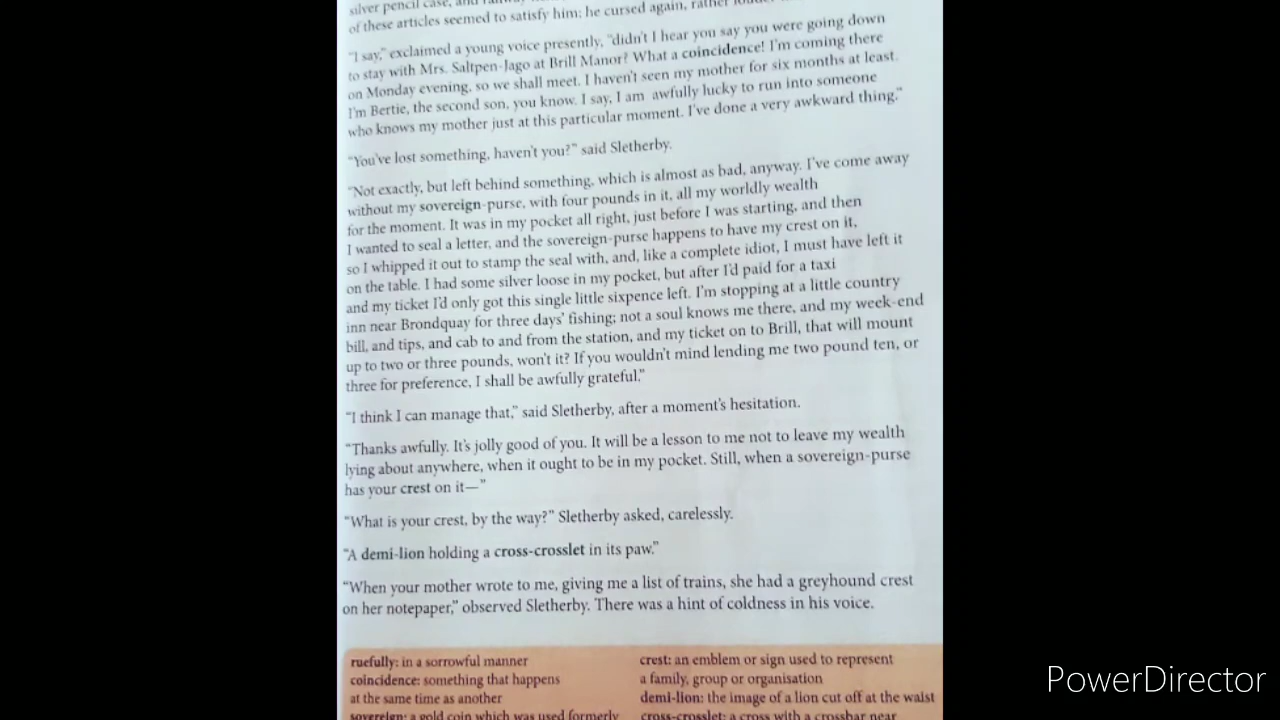 silver pencil case, and
of these articles seemed to satisfy him; he cursed again, rather
"I say," exclaimed a young voice presently, "didn't I hear you say you were going down
to stay with Mrs. Saltpen-Jago at Brill Manor? What a coincidence! I'm coming there
on Monday evening, so we shall meet. I haven't seen my mother for six months at least.
I'm Bertie, the second son, you know. I say, I am awfully lucky to run into someone
who knows my mother just at this particular moment. I've done a very awkward thing."
"You've lost something, haven't you?" said Sletherby.
"Not exactly, but left behind something, which is almost as bad, anyway. I've come away
without my sovereign-purse, with four pounds in it, all my worldly wealth
for the moment. It was in my pocket all right, just before I was starting, and then
I wanted to seal a letter, and the sovereign-purse happens to have my crest on it,
so I whipped it out to stamp the seal with, and, like a complete idiot, I must have left it
on the table. I had some silver loose in my pocket, but after I'd paid for a taxi
and my ticket I'd only got this single little sixpence left. I'm stopping at a little country
inn near Brondquay for three days' fishing; not a soul knows me there, and my week-end
bill, and tips, and cab to and from the station, and my ticket on to Brill, that will mount
up to two or three pounds, won't it? If you wouldn't mind lending me two pound ten, or
three for preference, I shall be awfully grateful."
"I think I can manage that," said Sletherby, after a moment's hesitation.
"Thanks awfully. It's jolly good of you. It will be a lesson to me not to leave my wealth
lying about anywhere, when it ought to be in my pocket. Still, when a sovereign-purse
has your crest on it—"
"What is your crest, by the way?" Sletherby asked, carelessly.
"A demi-lion holding a cross-crosslet in its paw."
"When your mother wrote to me, giving me a list of trains, she had a greyhound crest
on her notepaper," observed Sletherby. There was a hint of coldness in his voice.
ruefully: in a sorrowful manner
coincidence: something that happens
at the same time as another
sovereign: a gold coin which was used formerly
crest: an emblem or sign used to represent
a family, group or organisation
demi-lion: the image of a lion cut off at the waist
cross-crosslet: a cross with a crossbar near
PowerDirector